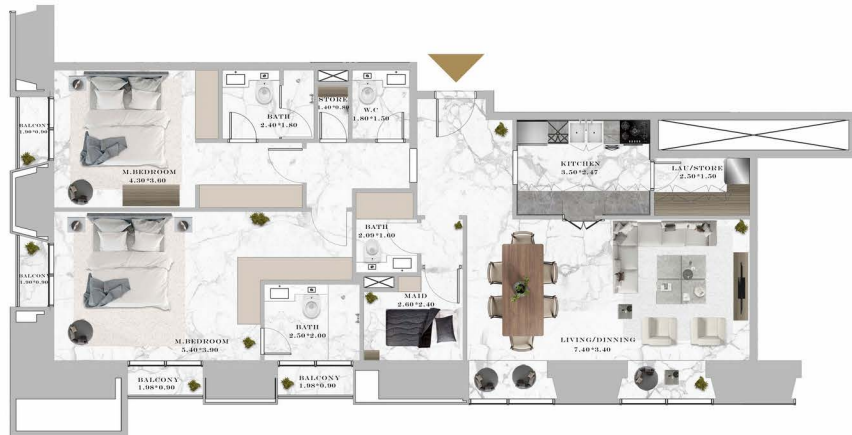 BALCONY
1.90*0.90
M.BEDROOM
4.30*3.60
BATH
2.40*1.80
STORE
1.40*0.80
W.C
1.80*1.50
KITCHEN
3.50*2.47
LAU/STORE
2.50*1.50
BALCONY
1.90*0.90
M.BEDROOM
5.40*3.90
BATH
2.00*1.60
BATH
2.50*2.00
MAID
2.60*2.40
LIVING/DINNING
7.40*3.40
BALCONY
1.98*0.90
BALCONY
1.98*0.90